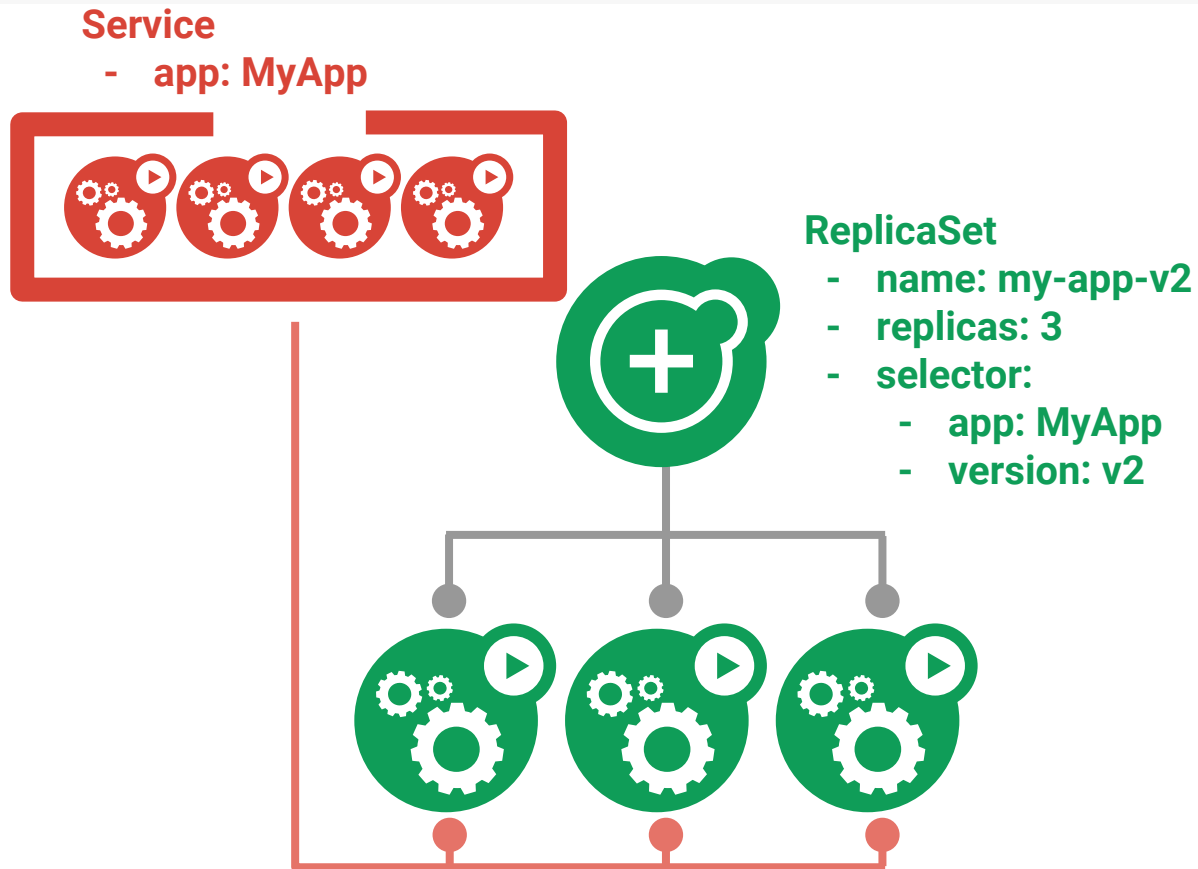 Service
- app: MyApp
ReplicaSet
- name: my-app-v2
- replicas: 3
- selector:
- app: MyApp
- version: v2